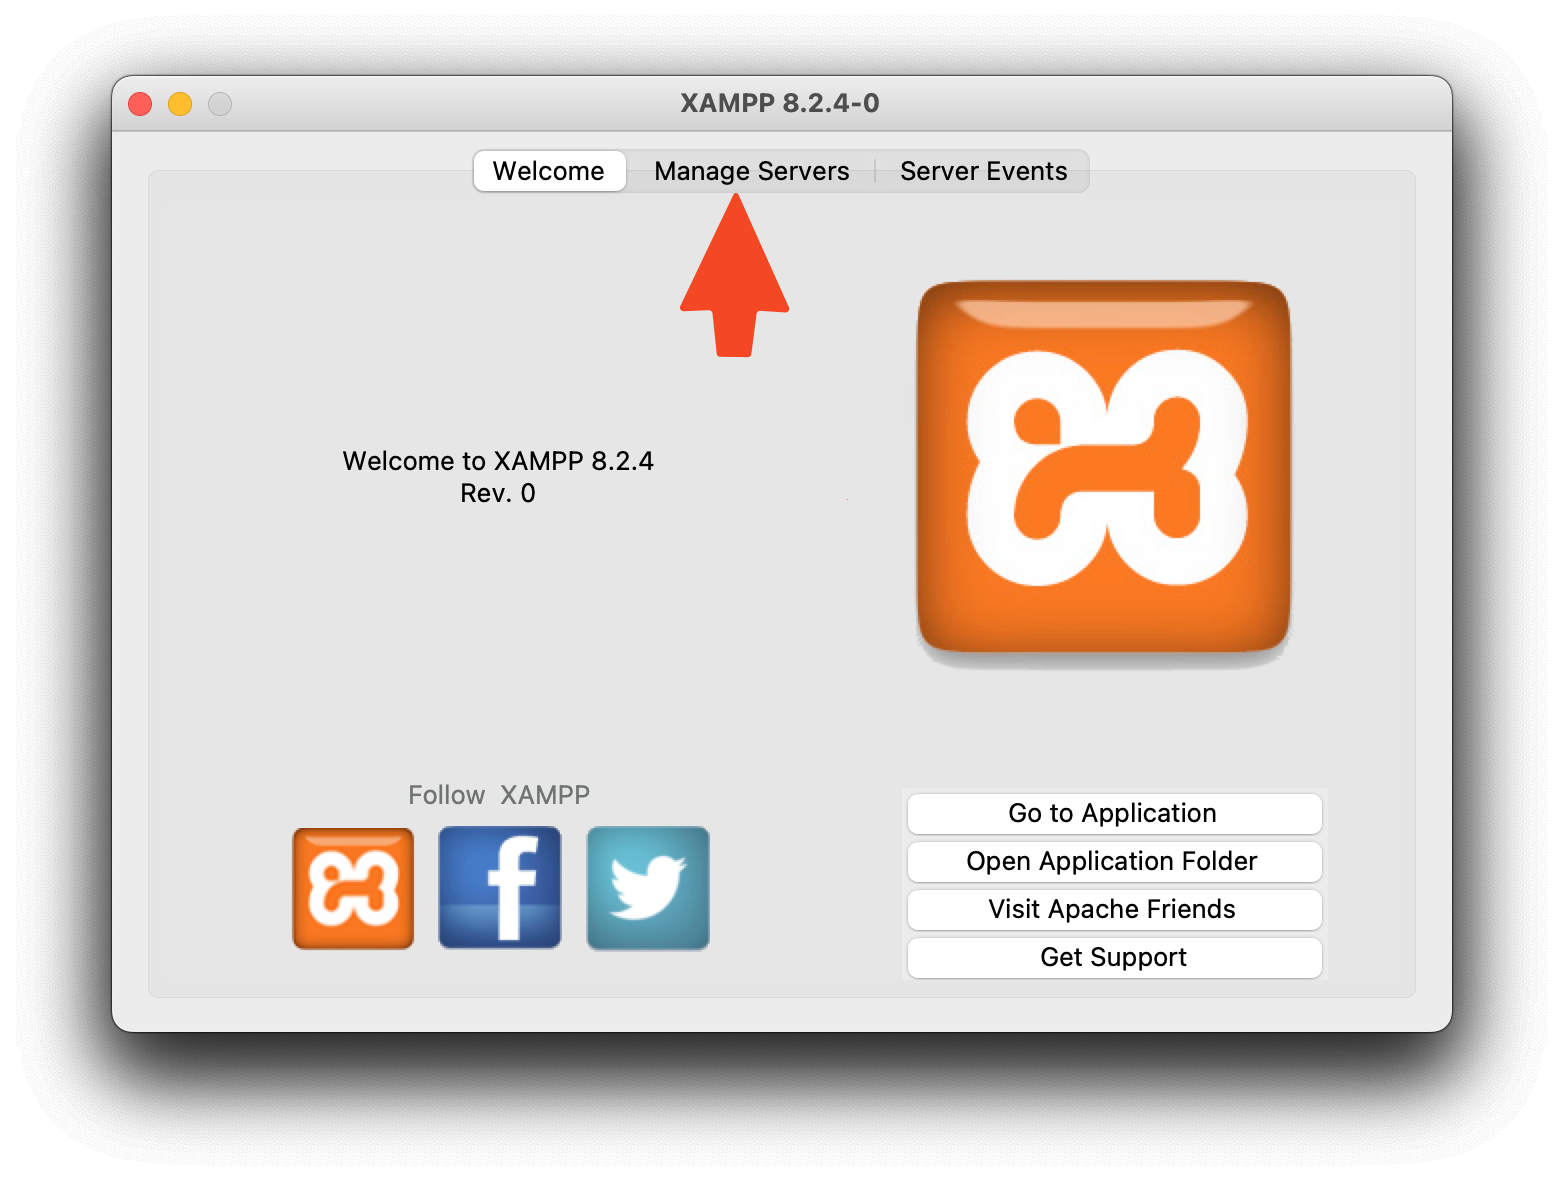 XAMPP 8.2.4-0
Welcome
Manage Servers
Server Events
Welcome to XAMPP 8.2.4
Rev. 0
Follow XAMPP
Go to Application
Open Application Folder
Visit Apache Friends
Get Support